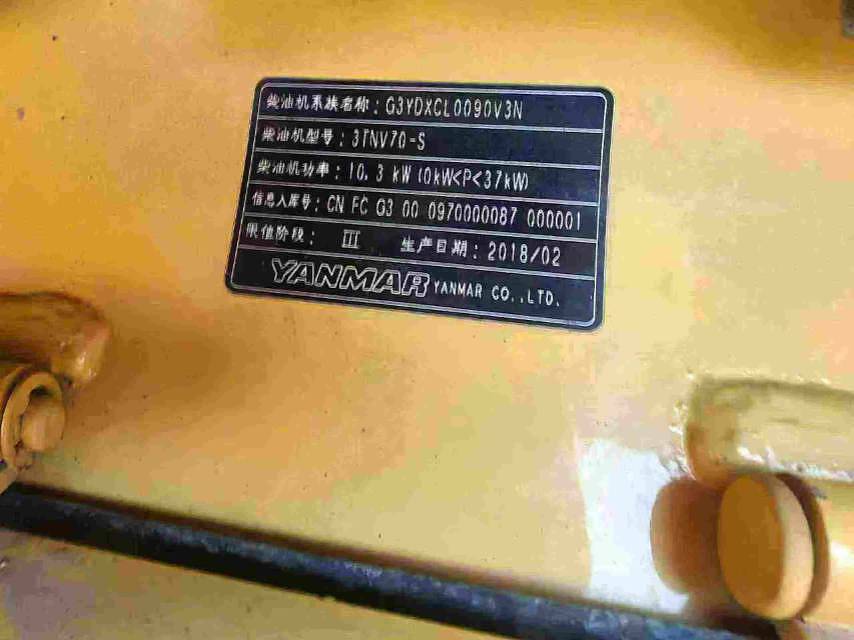 柴油机系族名称：G3YDXCL0090V3N
柴油机型号：3TNV70-S
柴油机功率：10.3 kW (0kW<P<37kW)
信息入库号：CN FC G3 00 0970000087 000001
限值阶段： III 生产日期：2018/02
YANMAR YANMAR CO.,LTD.